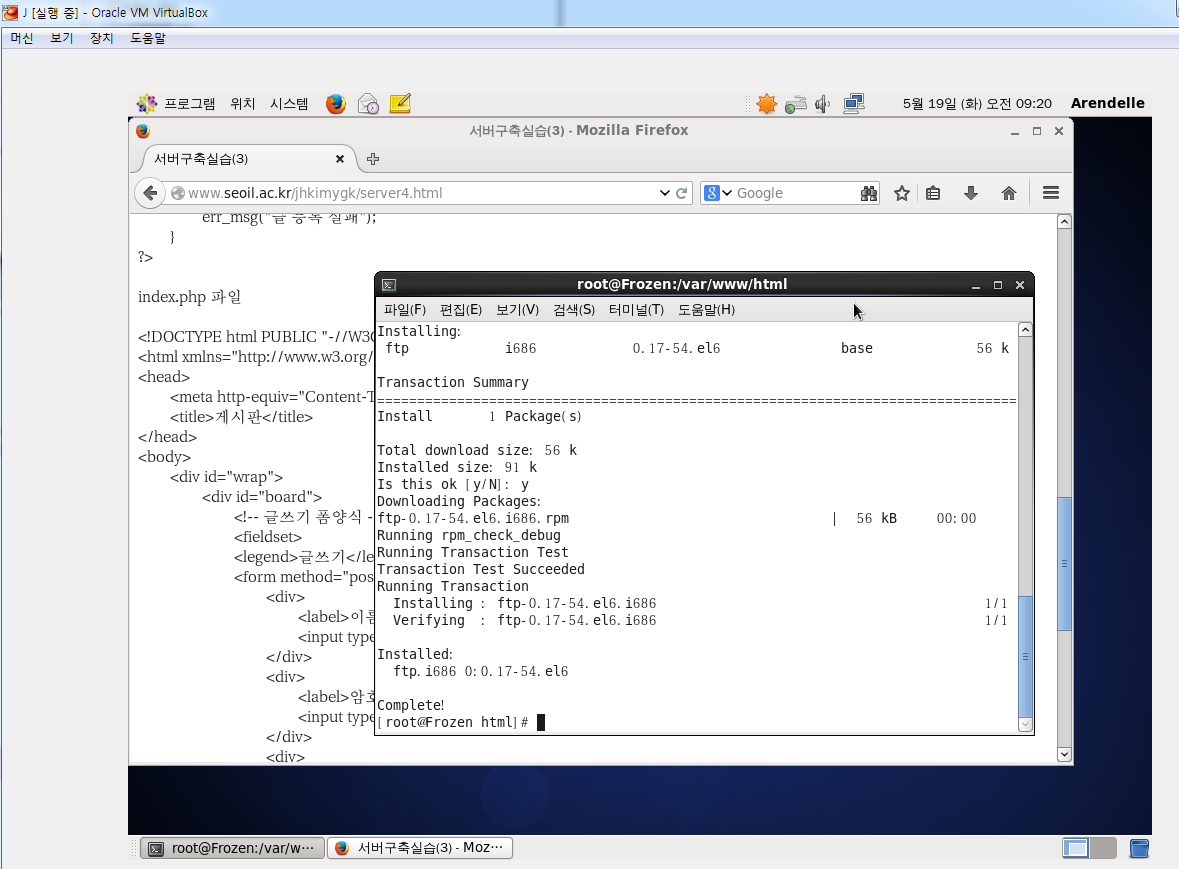 J [실행 중] - Oracle VM VirtualBox
머신 보기 장치 도움말
프로그램 위치 시스템 5월 19일 (화) 오전 09:20 Arendelle
서버구축실습(3) - Mozilla Firefox
서버구축실습(3)
www.seoil.ac.kr/jhkimygk/server4.html Google
err_msg("글 등록 실패");
}
?>
index.php 파일
<!DOCTYPE html PUBLIC "-//W3C
<html xmlns="http://www.w3.org/
<head>
<meta http-equiv="Content-T
<title>게시판</title>
</head>
<body>
<div id="wrap">
<div id="board">
<!-- 글쓰기 폼양식 -
<fieldset>
<legend>글쓰기</le
<form method="pos
<div>
<label>이름
<input type
</div>
<div>
<label>암호
<input type
</div>
<div>
root@Frozen:/var/www/html
파일(F) 편집(E) 보기(V) 검색(S) 터미널(T) 도움말(H)
Installing:
ftp i686 0.17-54.el6 base 56 k
Transaction Summary
================================================================================
Install 1 Package(s)
Total download size: 56 k
Installed size: 91 k
Is this ok [y/N]: y
Downloading Packages:
ftp-0.17-54.el6.i686.rpm | 56 kB 00:00
Running rpm_check_debug
Running Transaction Test
Transaction Test Succeeded
Running Transaction
Installing : ftp-0.17-54.el6.i686 1/1
Verifying : ftp-0.17-54.el6.i686 1/1
Installed:
ftp.i686 0:0.17-54.el6
Complete!
[root@Frozen html]#
root@Frozen:/var/w··· 서버구축실습(3) - Moz···